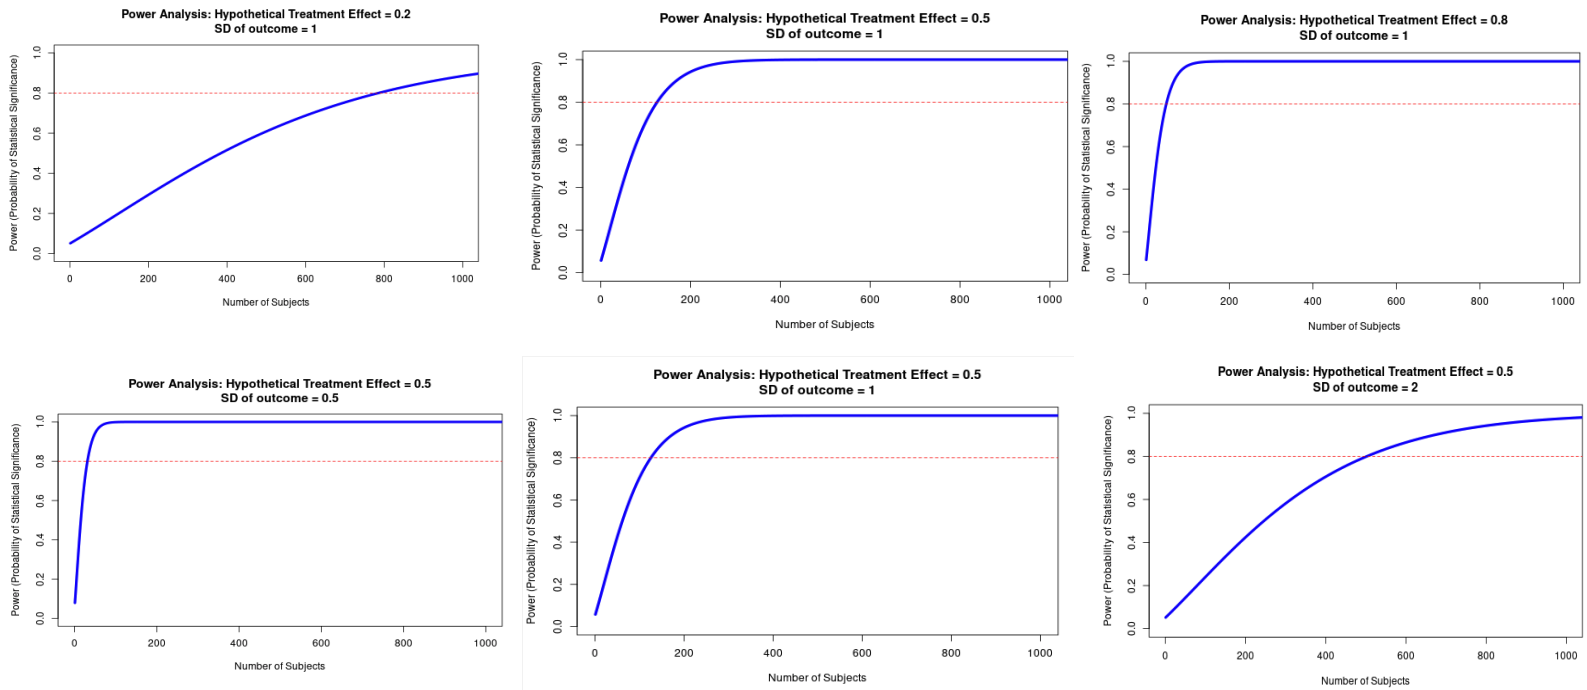 Power Analysis: Hypothetical Treatment Effect = 0.2
SD of outcome = 1
Power (Probability of Statistical Significance)
0.0 0.2 0.4 0.6 0.8 1.0
0 200 400 600 800 1000
Number of Subjects
Power Analysis: Hypothetical Treatment Effect = 0.5
SD of outcome = 1
Power (Probability of Statistical Significance)
0.0 0.2 0.4 0.6 0.8 1.0
0 200 400 600 800 1000
Number of Subjects
Power Analysis: Hypothetical Treatment Effect = 0.8
SD of outcome = 1
Power (Probability of Statistical Significance)
0.0 0.2 0.4 0.6 0.8 1.0
0 200 400 600 800 1000
Number of Subjects
Power Analysis: Hypothetical Treatment Effect = 0.5
SD of outcome = 0.5
Power (Probability of Statistical Significance)
0.0 0.2 0.4 0.6 0.8 1.0
0 200 400 600 800 1000
Number of Subjects
Power Analysis: Hypothetical Treatment Effect = 0.5
SD of outcome = 1
Power (Probability of Statistical Significance)
0.0 0.2 0.4 0.6 0.8 1.0
0 200 400 600 800 1000
Number of Subjects
Power Analysis: Hypothetical Treatment Effect = 0.5
SD of outcome = 2
Power (Probability of Statistical Significance)
0.0 0.2 0.4 0.6 0.8 1.0
0 200 400 600 800 1000
Number of Subjects